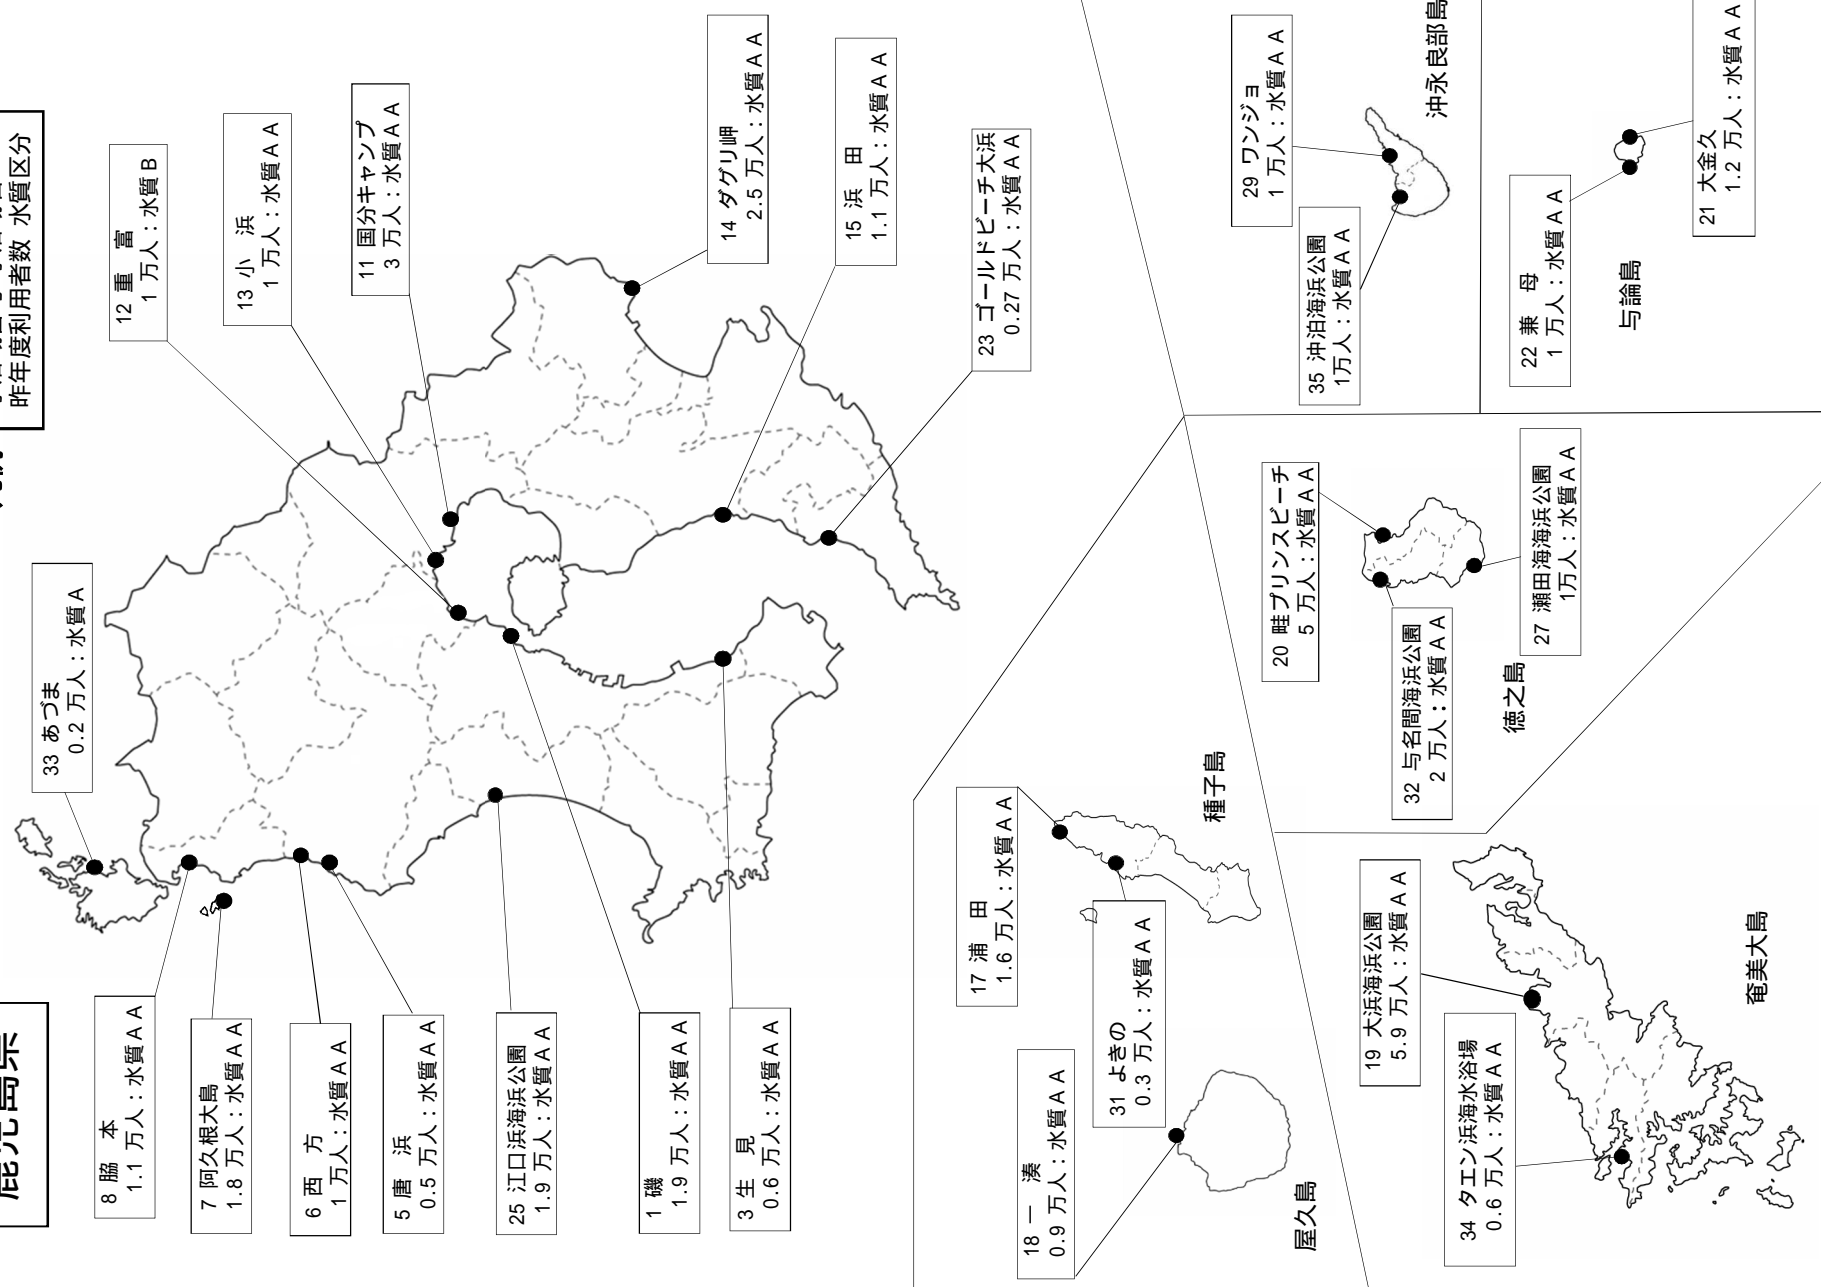 鹿児島県
昨年度利用者数 水質区分
33 あづま
0.2 万人：水質Ａ
12 重　富
1 万人：水質Ｂ
13 小　浜
1 万人：水質ＡＡ
11 国分キャンプ
3 万人：水質ＡＡ
14 ダグリ岬
2.5 万人：水質ＡＡ
15 浜　田
1.1 万人：水質ＡＡ
23 ゴールドビーチ大浜
0.27 万人：水質ＡＡ
8 脇　本
1.1 万人：水質ＡＡ
7 阿久根大島
1.8 万人：水質ＡＡ
6 西　方
1 万人：水質ＡＡ
5 唐　浜
0.5 万人：水質ＡＡ
25 江口浜海浜公園
1.9 万人：水質ＡＡ
1 磯
1.9 万人：水質ＡＡ
3 生　見
0.6 万人：水質ＡＡ
17 浦　田
1.6 万人：水質ＡＡ
31 よきの
0.3 万人：水質ＡＡ
種子島
18 一　湊
0.9 万人：水質ＡＡ
屋久島
19 大浜海浜公園
5.9 万人：水質ＡＡ
34 タエン浜海水浴場
0.6 万人：水質ＡＡ
奄美大島
20 畦プリンスビーチ
5 万人：水質ＡＡ
32 与名間海浜公園
2 万人：水質ＡＡ
27 瀬田海海浜公園
1万人：水質ＡＡ
徳之島
29 ワンジョ
1 万人：水質ＡＡ
35 沖泊海浜公園
1万人：水質ＡＡ
沖永良部島
22 兼　母
1 万人：水質ＡＡ
21 大金久
1.2 万人：水質ＡＡ
与論島